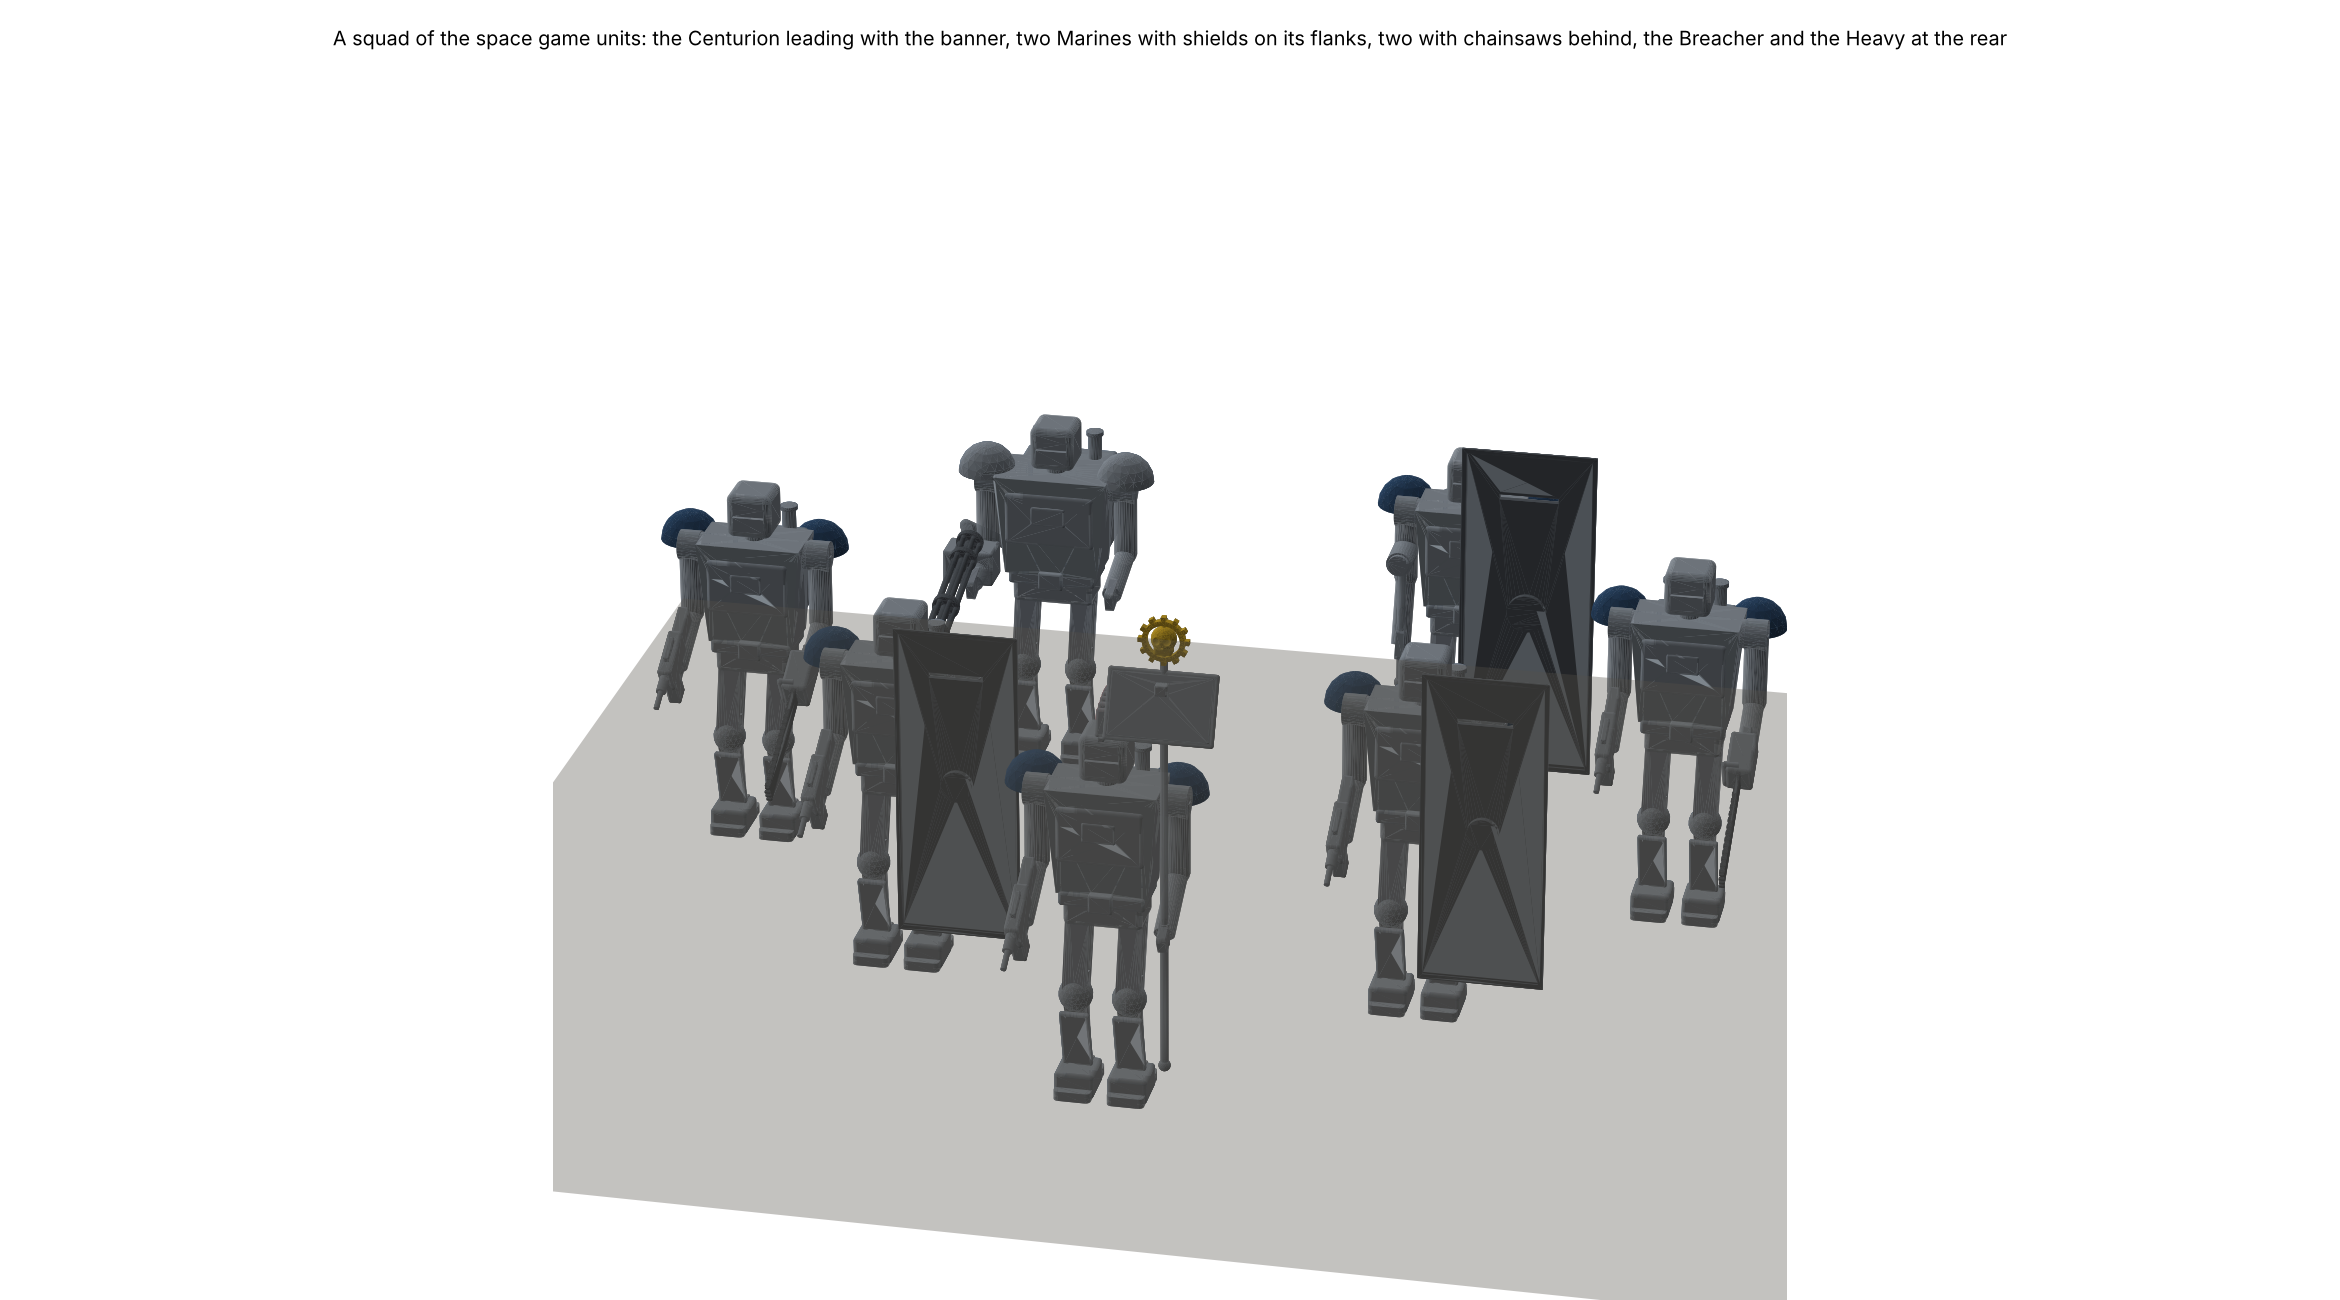 A squad of the space game units: the Centurion leading with the banner, two Marines with shields on its flanks, two with chainsaws behind, the Breacher and the Heavy at the rear